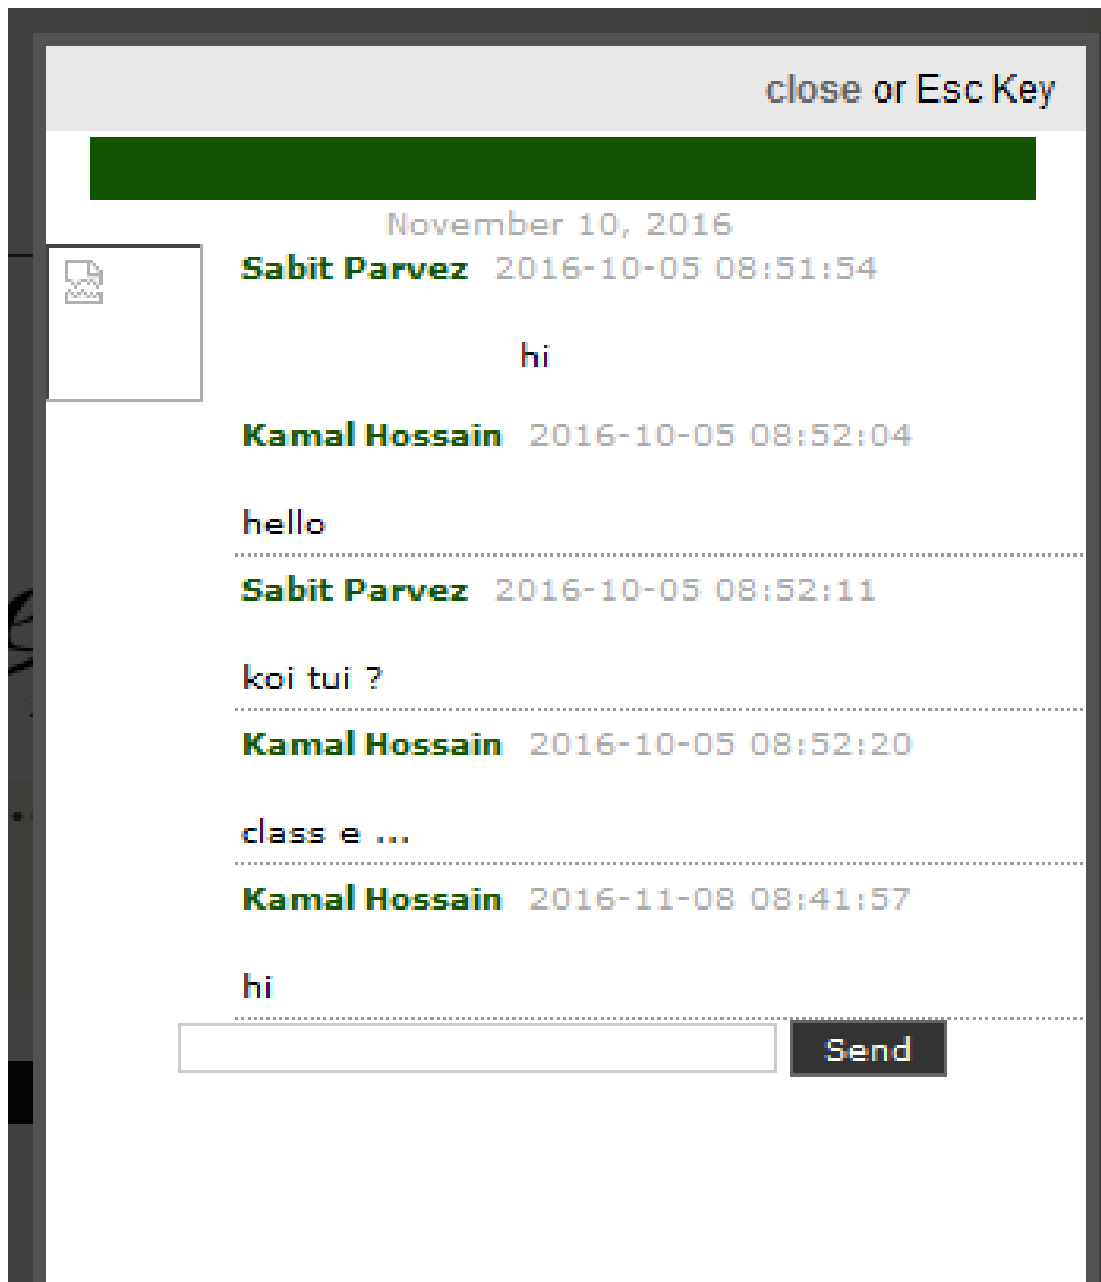 close or Esc Key
November 10, 2016
Sabit Parvez 2016-10-05 08:51:54
hi
Kamal Hossain 2016-10-05 08:52:04
hello
Sabit Parvez 2016-10-05 08:52:11
koi tui ?
Kamal Hossain 2016-10-05 08:52:20
class e ...
Kamal Hossain 2016-11-08 08:41:57
hi
Send